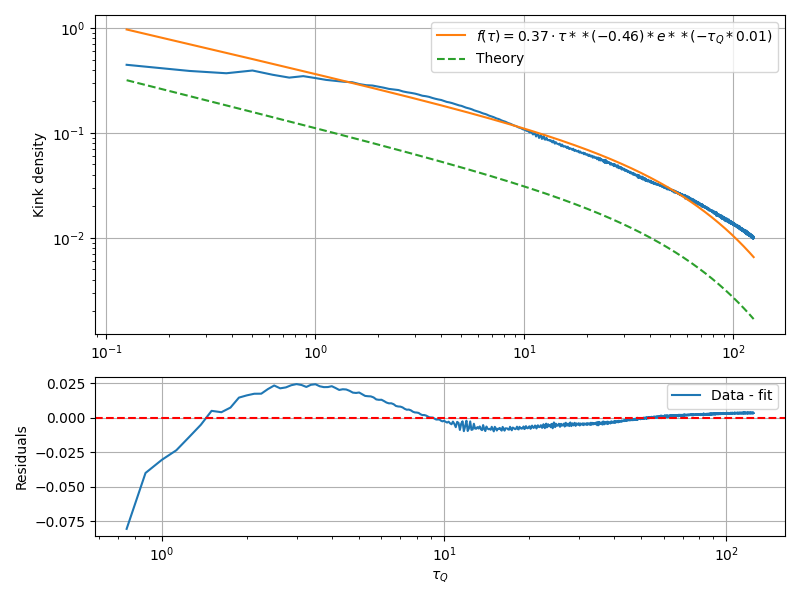 10⁰
10⁻¹
10⁻²
Kink density
f(τ) = 0.37 · τ * *(−0.46) * e * *(−τ_Q * 0.01)
Theory
10⁻¹ 10⁰ 10¹ 10²
0.025
0.000
−0.025
−0.050
−0.075
Residuals
Data - fit
10⁰ 10¹ 10²
τ_Q